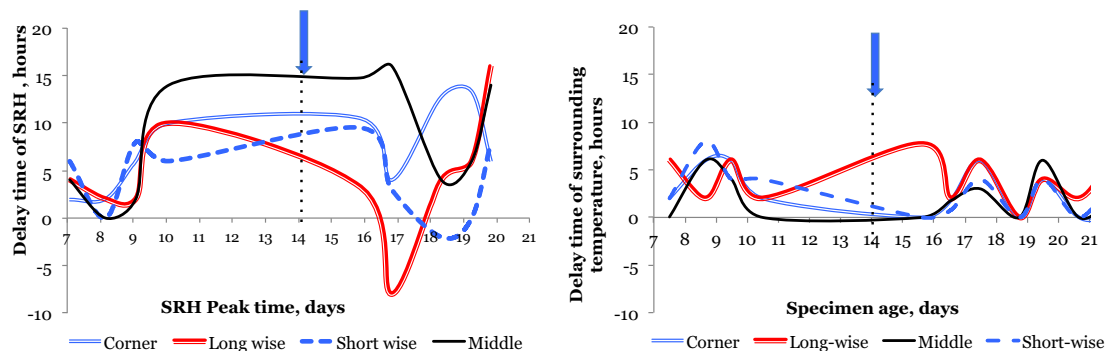 20
15
10
5
0
-5
-10
Delay time of SRH , hours
7 8 9 10 11 12 13 14 15 16 17 18 19 20 21
SRH Peak time, days
Corner Long wise Short wise Middle
20
15
10
5
0
-5
-10
Delay time of surrounding
temperature, hours
7 8 9 10 11 12 13 14 15 16 17 18 19 20 21
Specimen age, days
Corner Long-wise Middle Short-wise